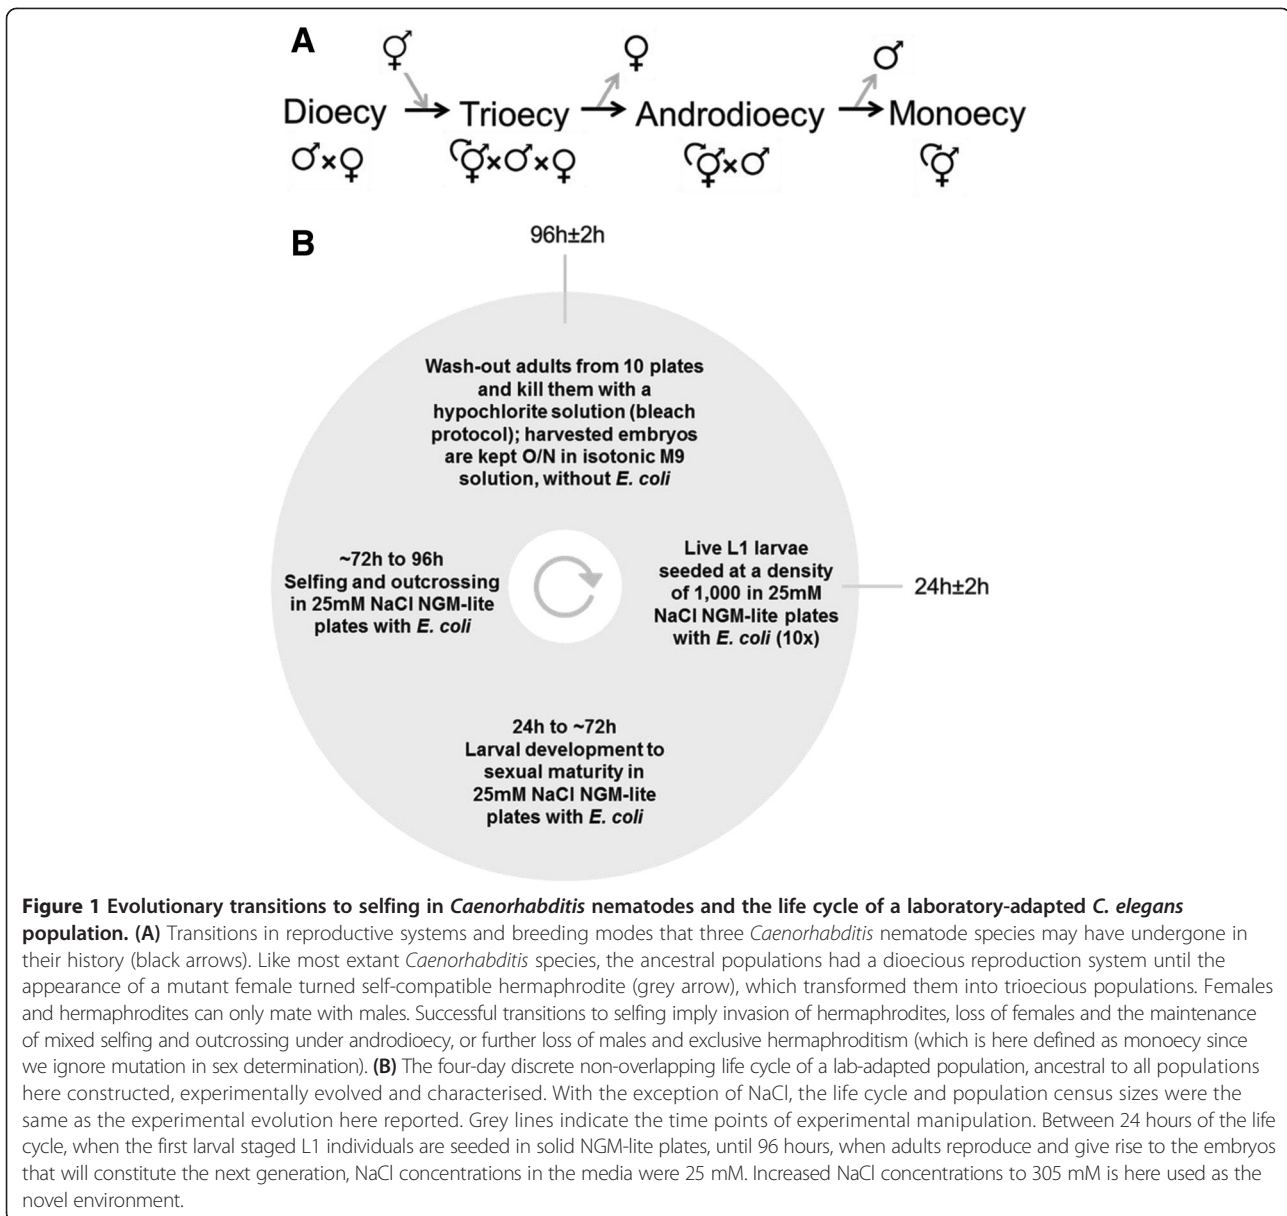 A
⚥ ♀ ♂
Dioecy Trioecy Androdioecy Monoecy
♂×♀ ⚥×♂×♀ ⚥×♂ ⚥
B
96h±2h
Wash-out adults from 10 plates
and kill them with a
hypochlorite solution (bleach
protocol); harvested embryos
are kept O/N in isotonic M9
solution, without E. coli
Live L1 larvae
seeded at a density
of 1,000 in 25mM
NaCl NGM-lite plates
with E. coli (10x)
24h±2h
24h to ~72h
Larval development to
sexual maturity in
25mM NaCl NGM-lite
plates with E. coli
~72h to 96h
Selfing and outcrossing
in 25mM NaCl NGM-lite
plates with E. coli
Figure 1 Evolutionary transitions to selfing in Caenorhabditis nematodes and the life cycle of a laboratory-adapted C. elegans
population. (A) Transitions in reproductive systems and breeding modes that three Caenorhabditis nematode species may have undergone in
their history (black arrows). Like most extant Caenorhabditis species, the ancestral populations had a dioecious reproduction system until the
appearance of a mutant female turned self-compatible hermaphrodite (grey arrow), which transformed them into trioecious populations. Females
and hermaphrodites can only mate with males. Successful transitions to selfing imply invasion of hermaphrodites, loss of females and the maintenance
of mixed selfing and outcrossing under androdioecy, or further loss of males and exclusive hermaphroditism (which is here defined as monoecy since
we ignore mutation in sex determination). (B) The four-day discrete non-overlapping life cycle of a lab-adapted population, ancestral to all populations
here constructed, experimentally evolved and characterised. With the exception of NaCl, the life cycle and population census sizes were the
same as the experimental evolution here reported. Grey lines indicate the time points of experimental manipulation. Between 24 hours of the life
cycle, when the first larval staged L1 individuals are seeded in solid NGM-lite plates, until 96 hours, when adults reproduce and give rise to the embryos
that will constitute the next generation, NaCl concentrations in the media were 25 mM. Increased NaCl concentrations to 305 mM is here used as the
novel environment.